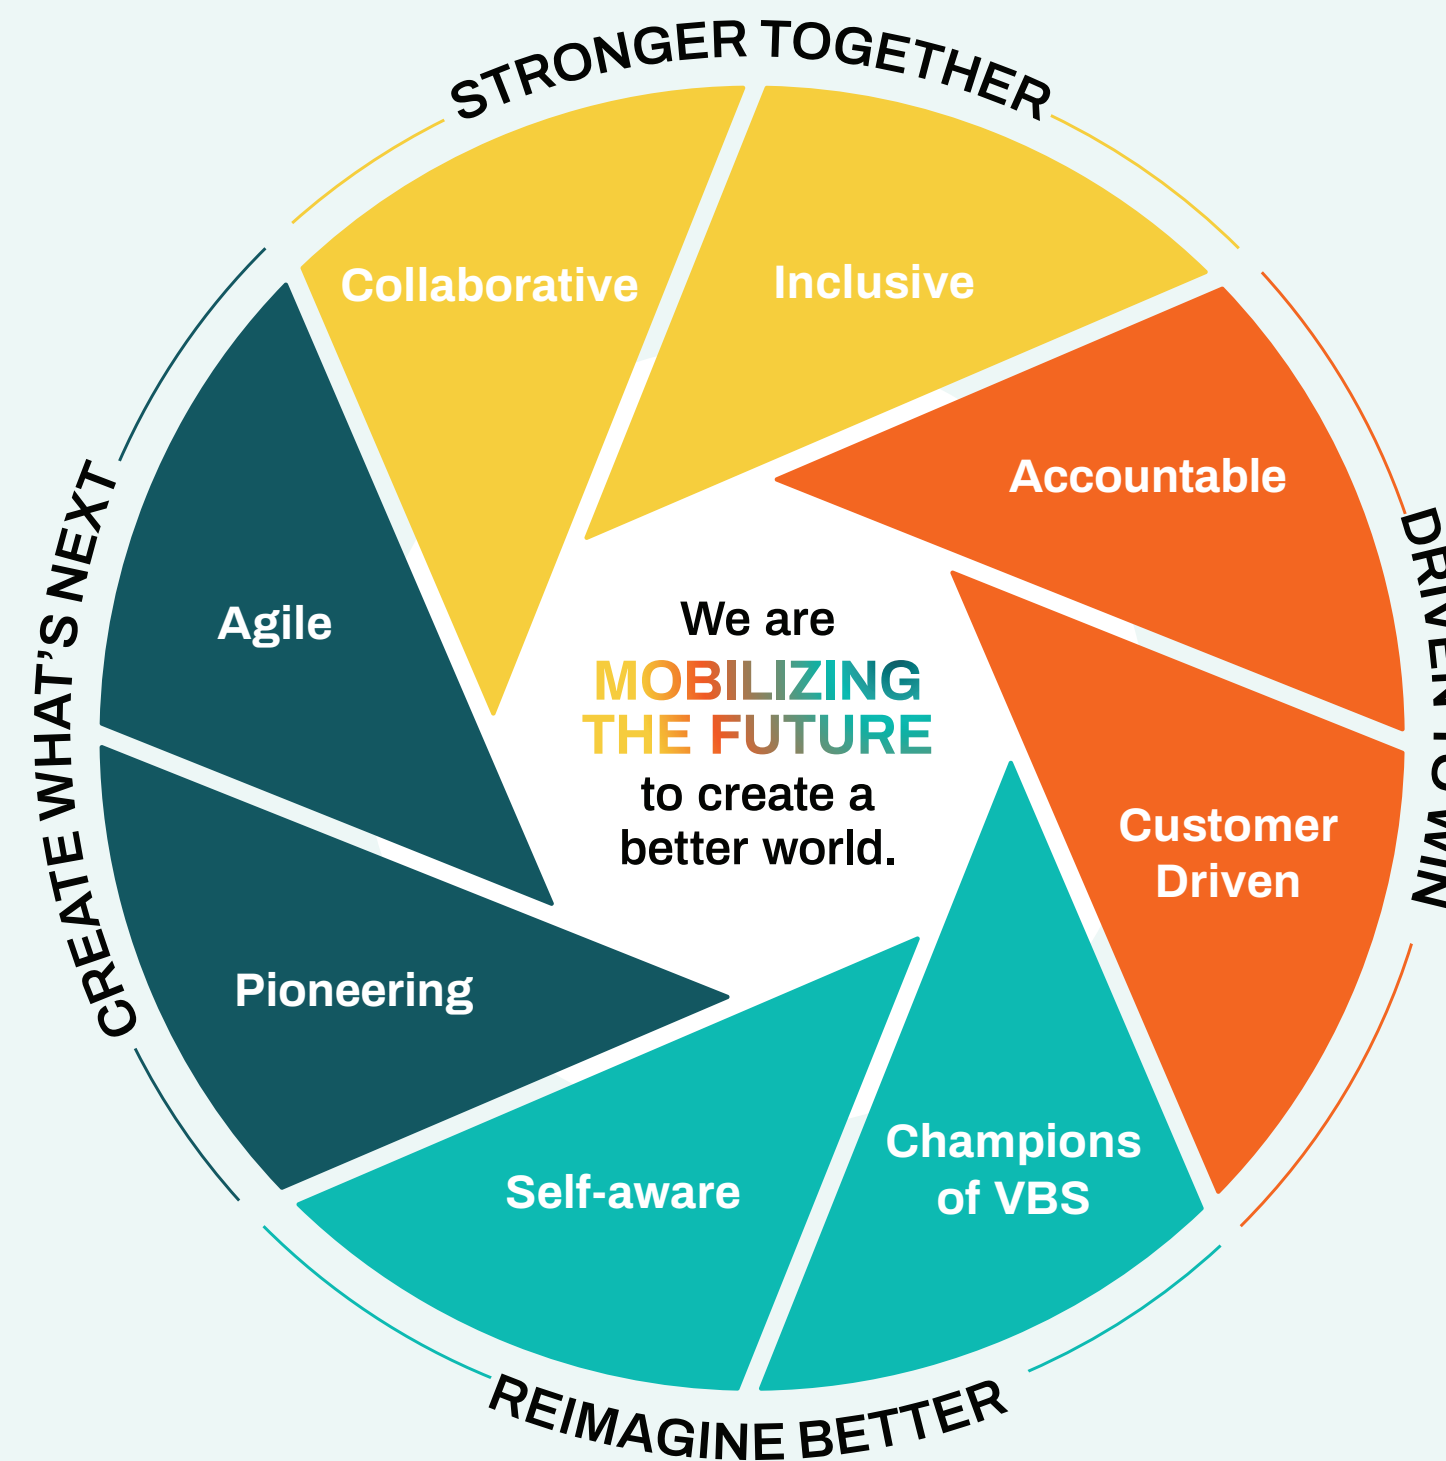 STRONGER TOGETHER
Collaborative
Inclusive
Accountable
DRIVEN TO WIN
Customer
Driven
Champions
of VBS
REIMAGINE BETTER
Self-aware
Pioneering
Agile
CREATE WHAT'S NEXT
We are
MOBILIZING
THE FUTURE
to create a
better world.